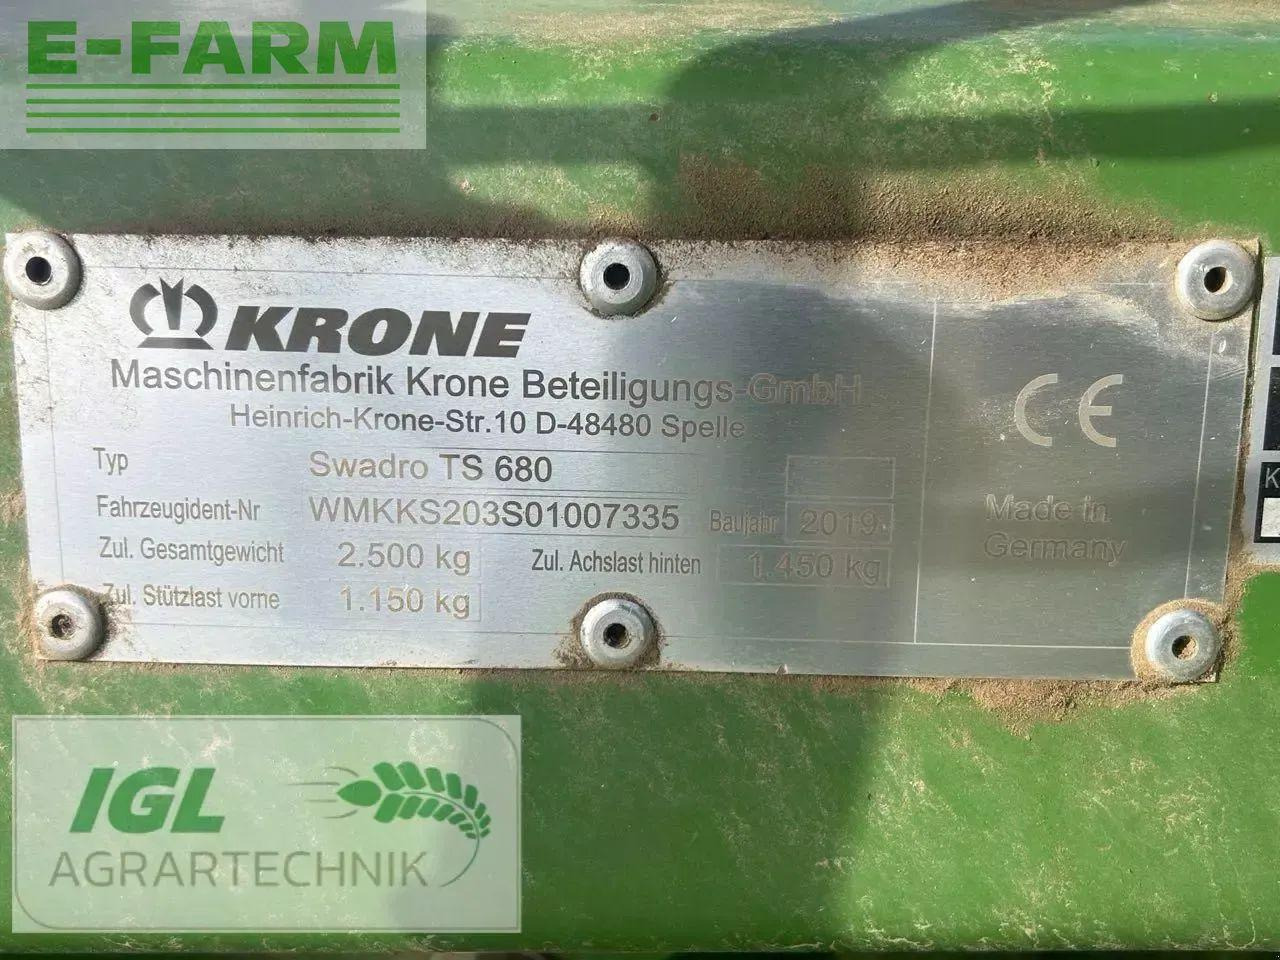 E-FARM
KRONE
Maschinenfabrik Krone Beteiligungs-GmbH
Heinrich-Krone-Str.10 D-48480 Spelle
Typ Swadro TS 680
Fahrzeugident-Nr WMKKS203S01007335 Baujahr 2019
Zul. Gesamtgewicht 2.500 kg Zul. Achslast hinten 1.450 kg
Zul. Stützlast vorne 1.150 kg
CE
Made in
Germany
K
IGL
AGRARTECHNIK